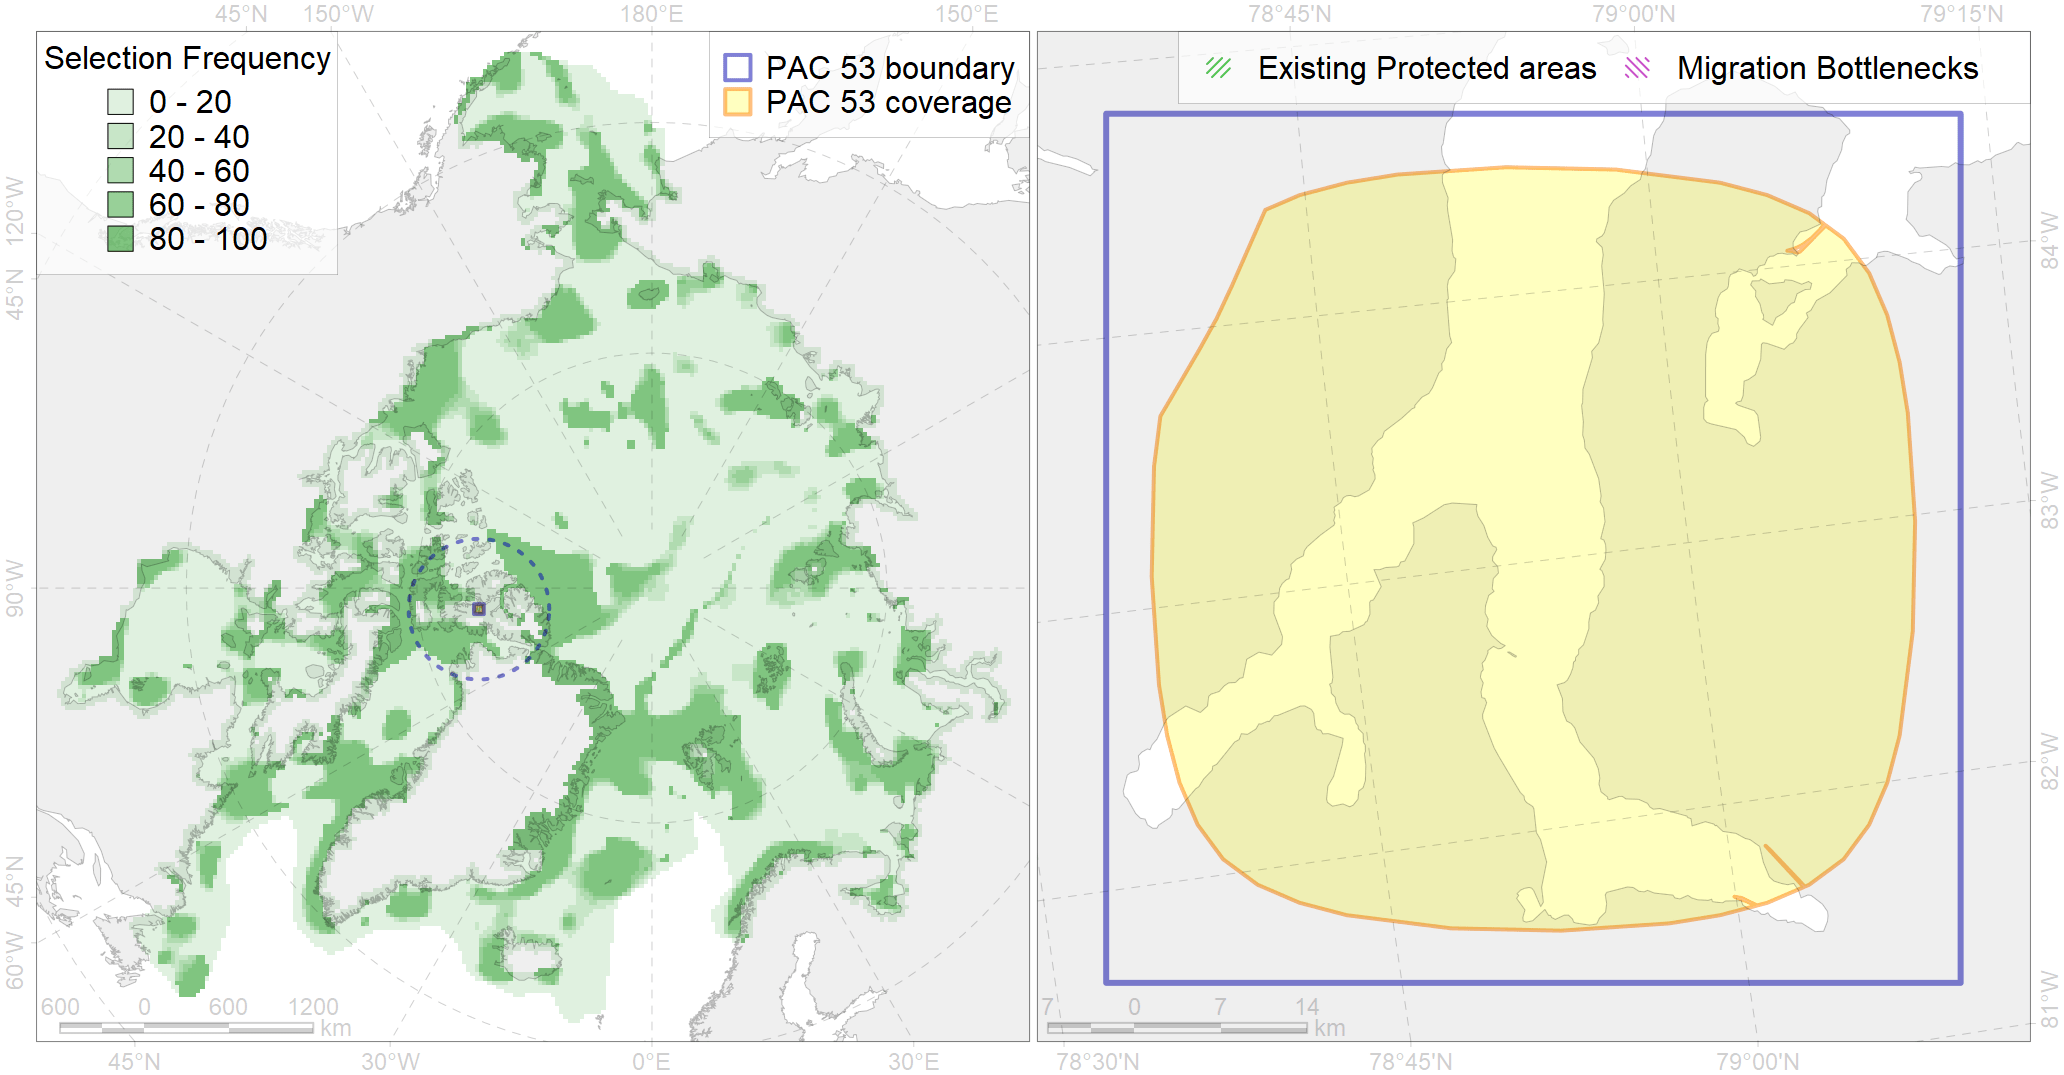 45°N 150°W 180°E 150°E 78°45'N 79°00'N 79°15'N
Selection Frequency
0 - 20
20 - 40
40 - 60
60 - 80
80 - 100
PAC 53 boundary
PAC 53 coverage
Existing Protected areas Migration Bottlenecks
120°W
45°N
90°W
45°N
60°W
84°W
83°W
82°W
81°W
600 0 600 1200
km
7 0 7 14
km
45°N 30°W 0°E 30°E 78°30'N 78°45'N 79°00'N